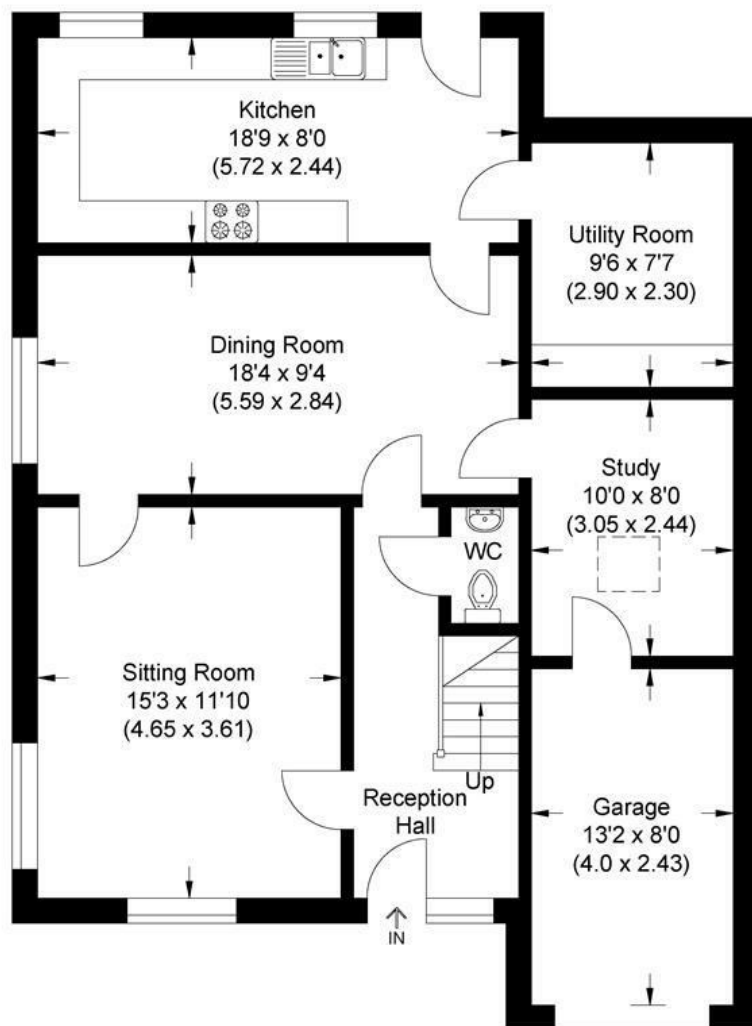 Kitchen
18'9 x 8'0
(5.72 x 2.44)
Utility Room
9'6 x 7'7
(2.90 x 2.30)
Dining Room
18'4 x 9'4
(5.59 x 2.84)
Study
10'0 x 8'0
(3.05 x 2.44)
WC
Sitting Room
15'3 x 11'10
(4.65 x 3.61)
Up
Reception
Hall
Garage
13'2 x 8'0
(4.0 x 2.43)
IN